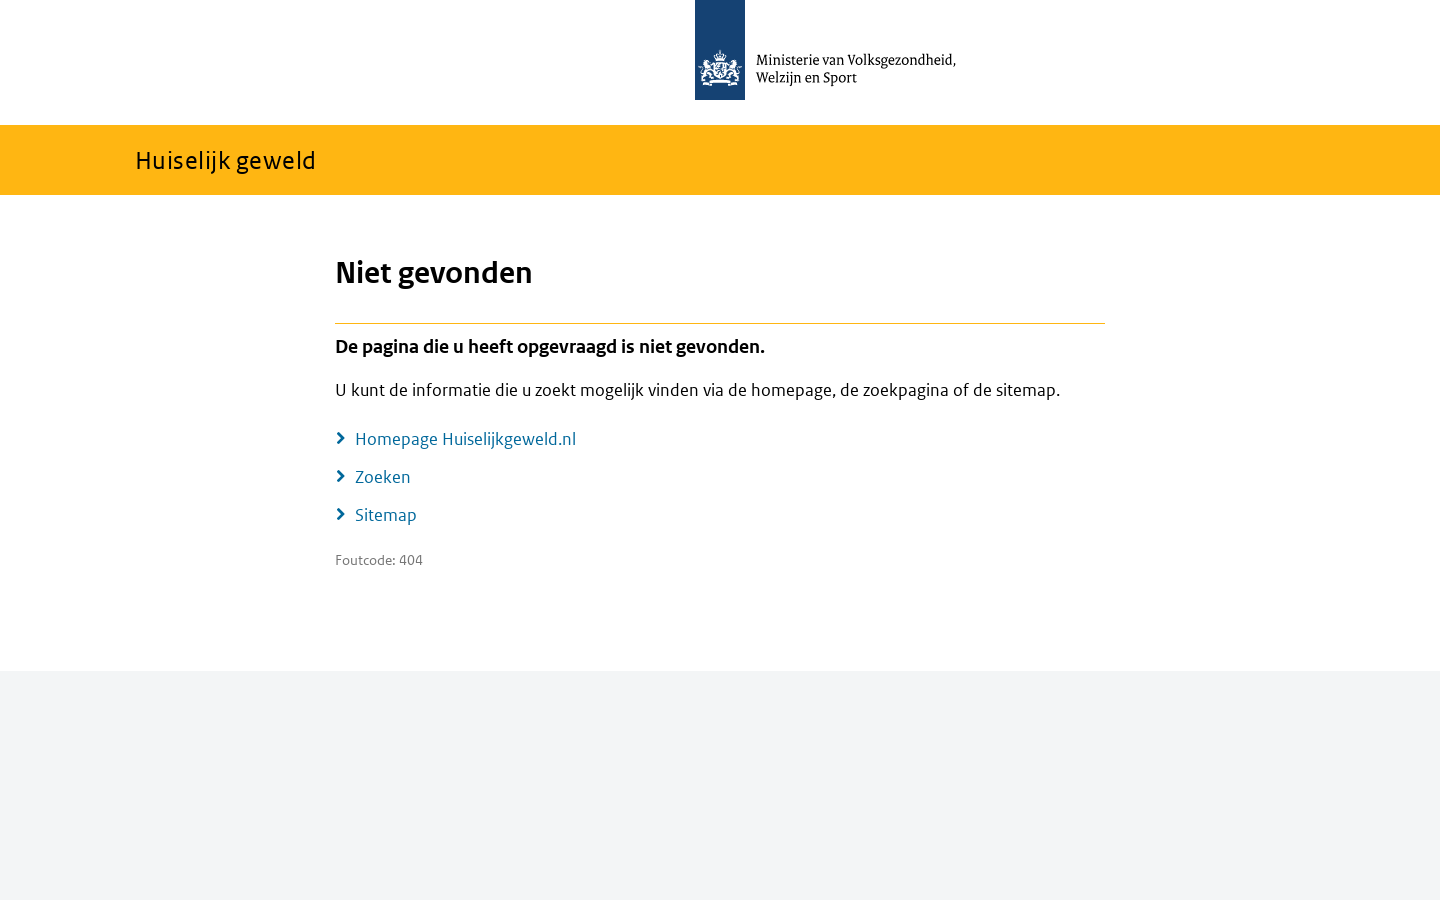 Ministerie van Volksgezondheid,
Welzijn en Sport
Huiselijk geweld
Niet gevonden
De pagina die u heeft opgevraagd is niet gevonden.
U kunt de informatie die u zoekt mogelijk vinden via de homepage, de zoekpagina of de sitemap.
Homepage Huiselijkgeweld.nl
Zoeken
Sitemap
Foutcode: 404